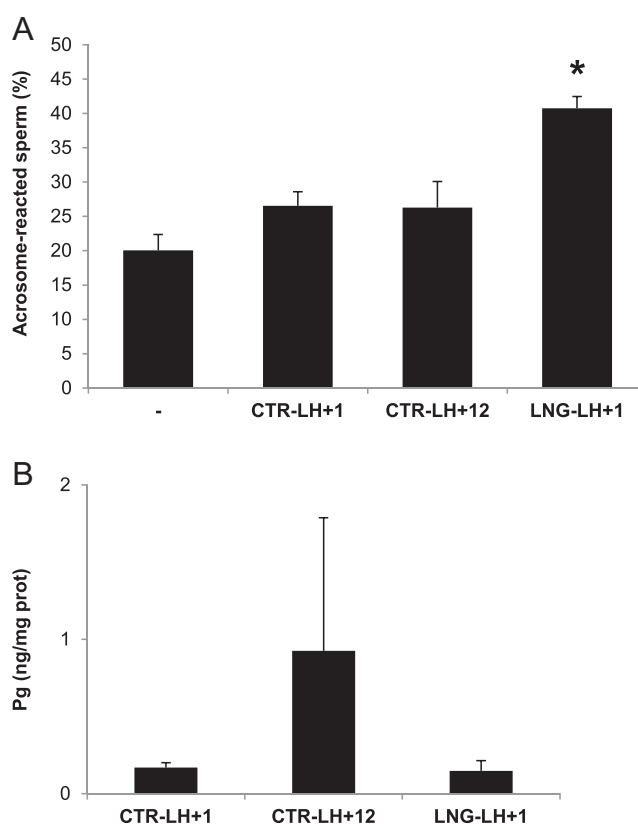 A
Acrosome-reacted sperm (%)
50
45
40
35
30
25
20
15
10
5
0
*
-
CTR-LH+1
CTR-LH+12
LNG-LH+1
B
Pg (ng/mg prot)
2
1
0
CTR-LH+1
CTR-LH+12
LNG-LH+1